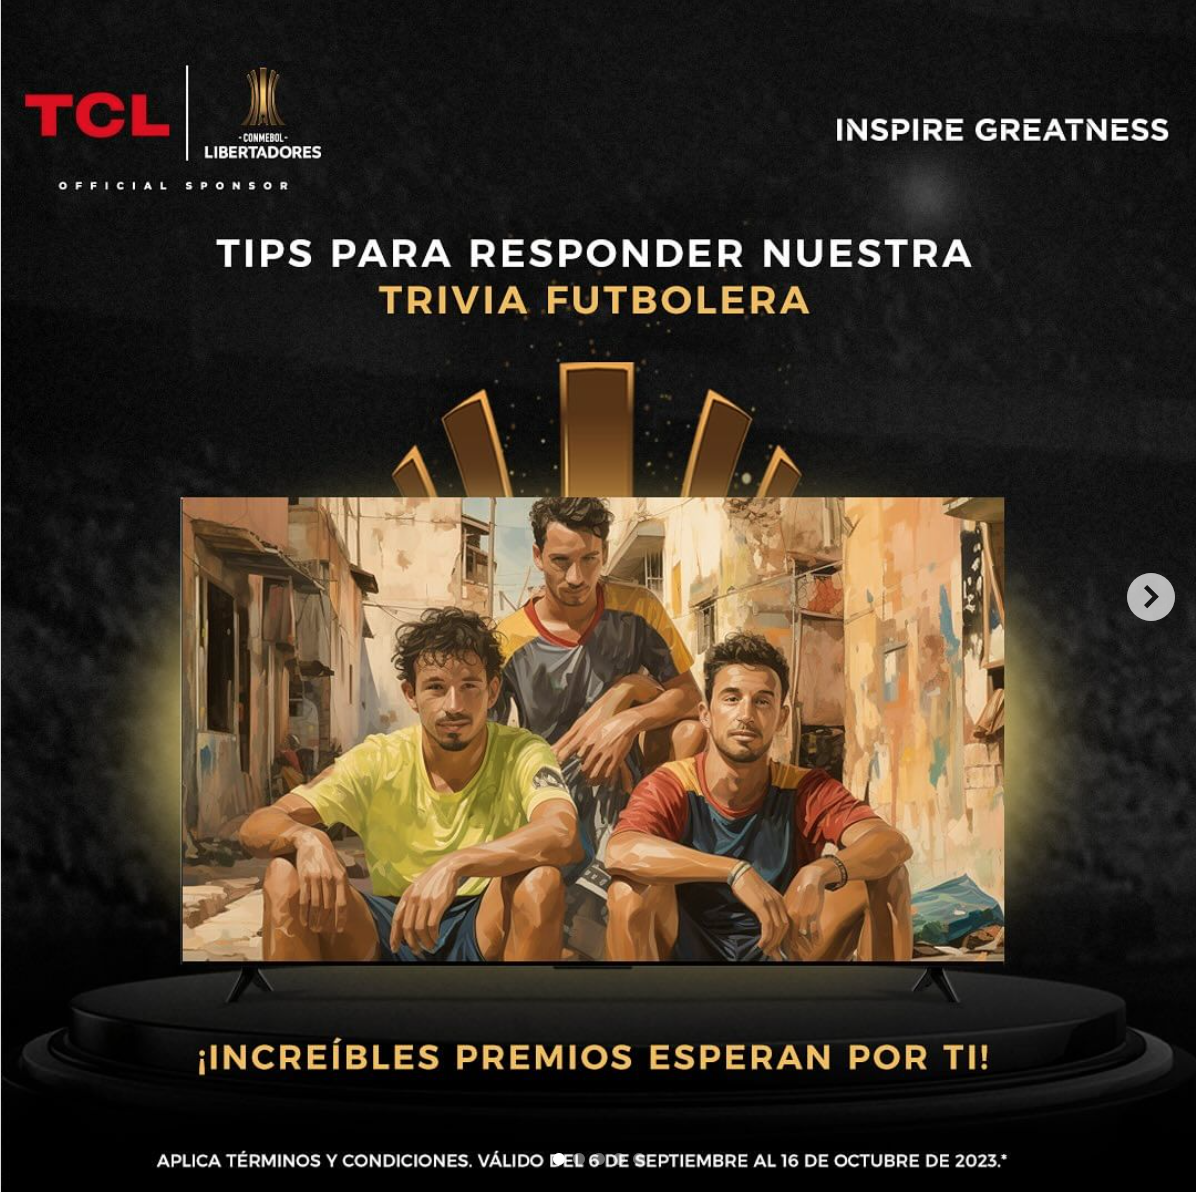 TCL
-CONMEBOL-
LIBERTADORES
OFFICIAL SPONSOR
INSPIRE GREATNESS
TIPS PARA RESPONDER NUESTRA
TRIVIA FUTBOLERA
¡INCREÍBLES PREMIOS ESPERAN POR TI!
APLICA TÉRMINOS Y CONDICIONES. VÁLIDO DEL 6 DE SEPTIEMBRE AL 16 DE OCTUBRE DE 2023.*